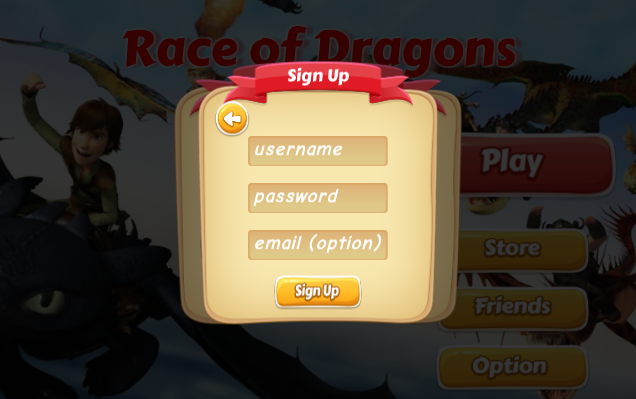 Race of Dragons
Sign Up
username
password
email (option)
Sign Up
Play
Store
Friends
Option